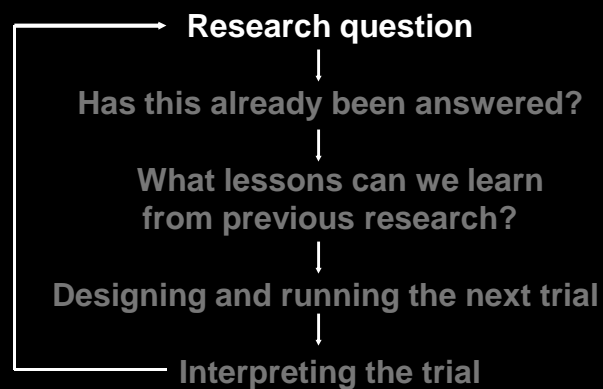 Research question
Has this already been answered?
What lessons can we learn
from previous research?
Designing and running the next trial
Interpreting the trial